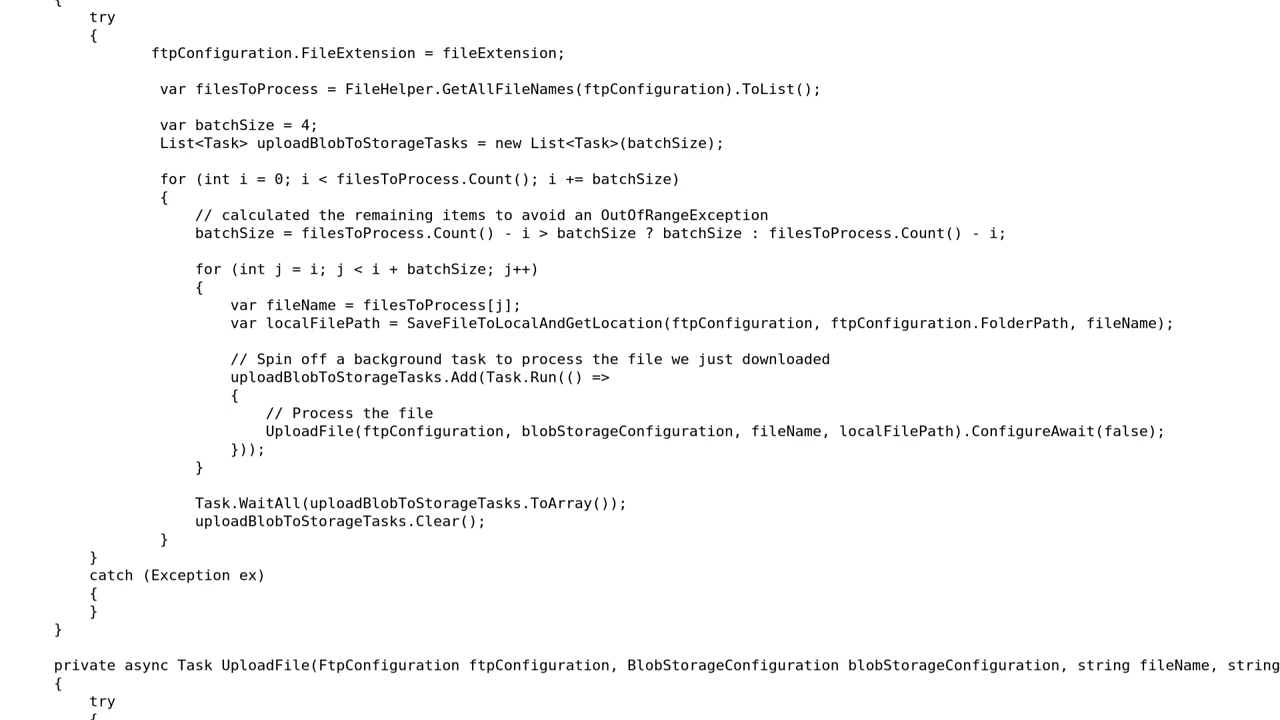 {
try
{
ftpConfiguration.FileExtension = fileExtension;
var filesToProcess = FileHelper.GetAllFileNames(ftpConfiguration).ToList();
var batchSize = 4;
List<Task> uploadBlobToStorageTasks = new List<Task>(batchSize);
for (int i = 0; i < filesToProcess.Count(); i += batchSize)
{
// calculated the remaining items to avoid an OutOfRangeException
batchSize = filesToProcess.Count() - i > batchSize ? batchSize : filesToProcess.Count() - i;
for (int j = i; j < i + batchSize; j++)
{
var fileName = filesToProcess[j];
var localFilePath = SaveFileToLocalAndGetLocation(ftpConfiguration, ftpConfiguration.FolderPath, fileName);
// Spin off a background task to process the file we just downloaded
uploadBlobToStorageTasks.Add(Task.Run(() =>
{
// Process the file
UploadFile(ftpConfiguration, blobStorageConfiguration, fileName, localFilePath).ConfigureAwait(false);
}));
}
Task.WaitAll(uploadBlobToStorageTasks.ToArray());
uploadBlobToStorageTasks.Clear();
}
}
catch (Exception ex)
{
}
}
private async Task UploadFile(FtpConfiguration ftpConfiguration, BlobStorageConfiguration blobStorageConfiguration, string fileName, string
{
try
{